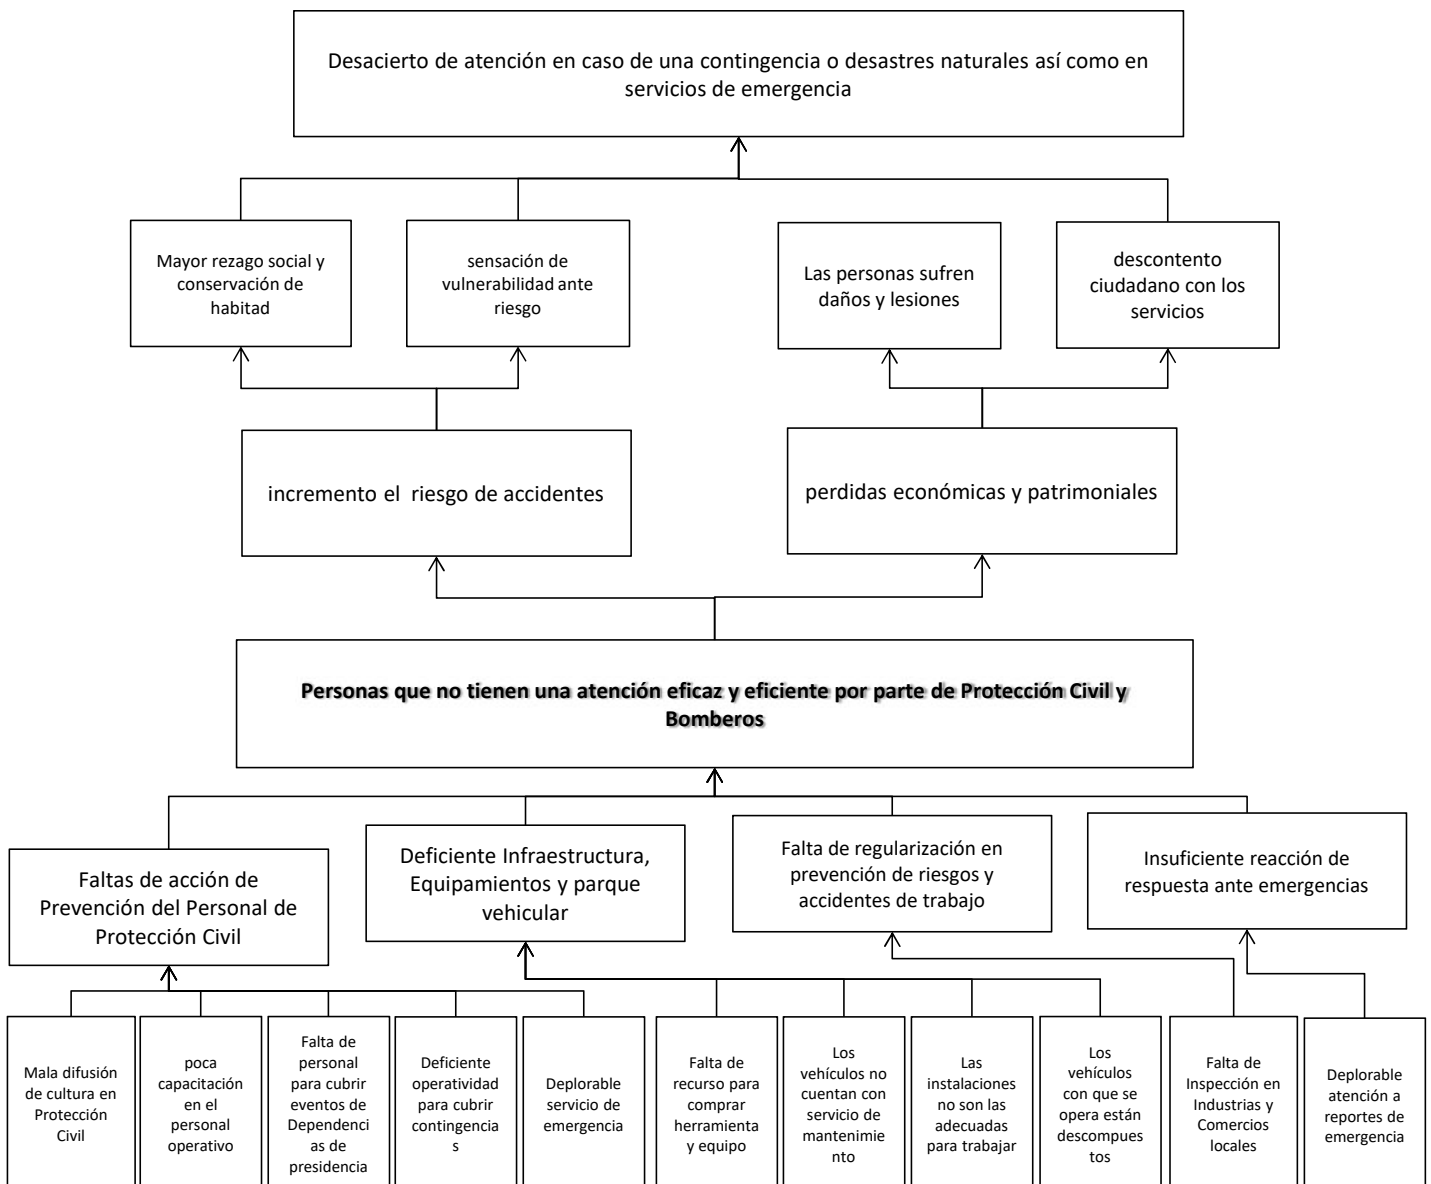 Desacierto de atención en caso de una contingencia o desastres naturales así como en
servicios de emergencia
Mayor rezago social y
conservación de
habitad
sensación de
vulnerabilidad ante
riesgo
Las personas sufren
daños y lesiones
descontento
ciudadano con los
servicios
incremento el riesgo de accidentes
perdidas económicas y patrimoniales
Personas que no tienen una atención eficaz y eficiente por parte de Protección Civil y
Bomberos
Faltas de acción de
Prevención del Personal de
Protección Civil
Deficiente Infraestructura,
Equipamientos y parque
vehicular
Falta de regularización en
prevención de riesgos y
accidentes de trabajo
Insuficiente reacción de
respuesta ante emergencias
Mala difusión
de cultura en
Protección
Civil
poca
capacitación
en el
personal
operativo
Falta de
personal
para cubrir
eventos de
Dependenci
as de
presidencia
Deficiente
operatividad
para cubrir
contingencia
s
Deplorable
servicio de
emergencia
Falta de
recurso para
comprar
herramienta
y equipo
Los
vehículos no
cuentan con
servicio de
mantenimie
nto
Las
instalaciones
no son las
adecuadas
para trabajar
Los
vehículos
con que se
opera están
descompues
tos
Falta de
Inspección en
Industrias y
Comercios
locales
Deplorable
atención a
reportes de
emergencia